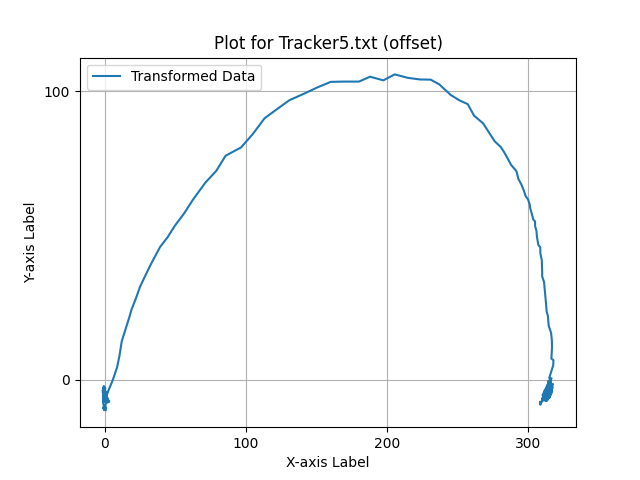 Plot for Tracker5.txt (offset)
Transformed Data
100
0
Y-axis Label
0
100
200
300
X-axis Label